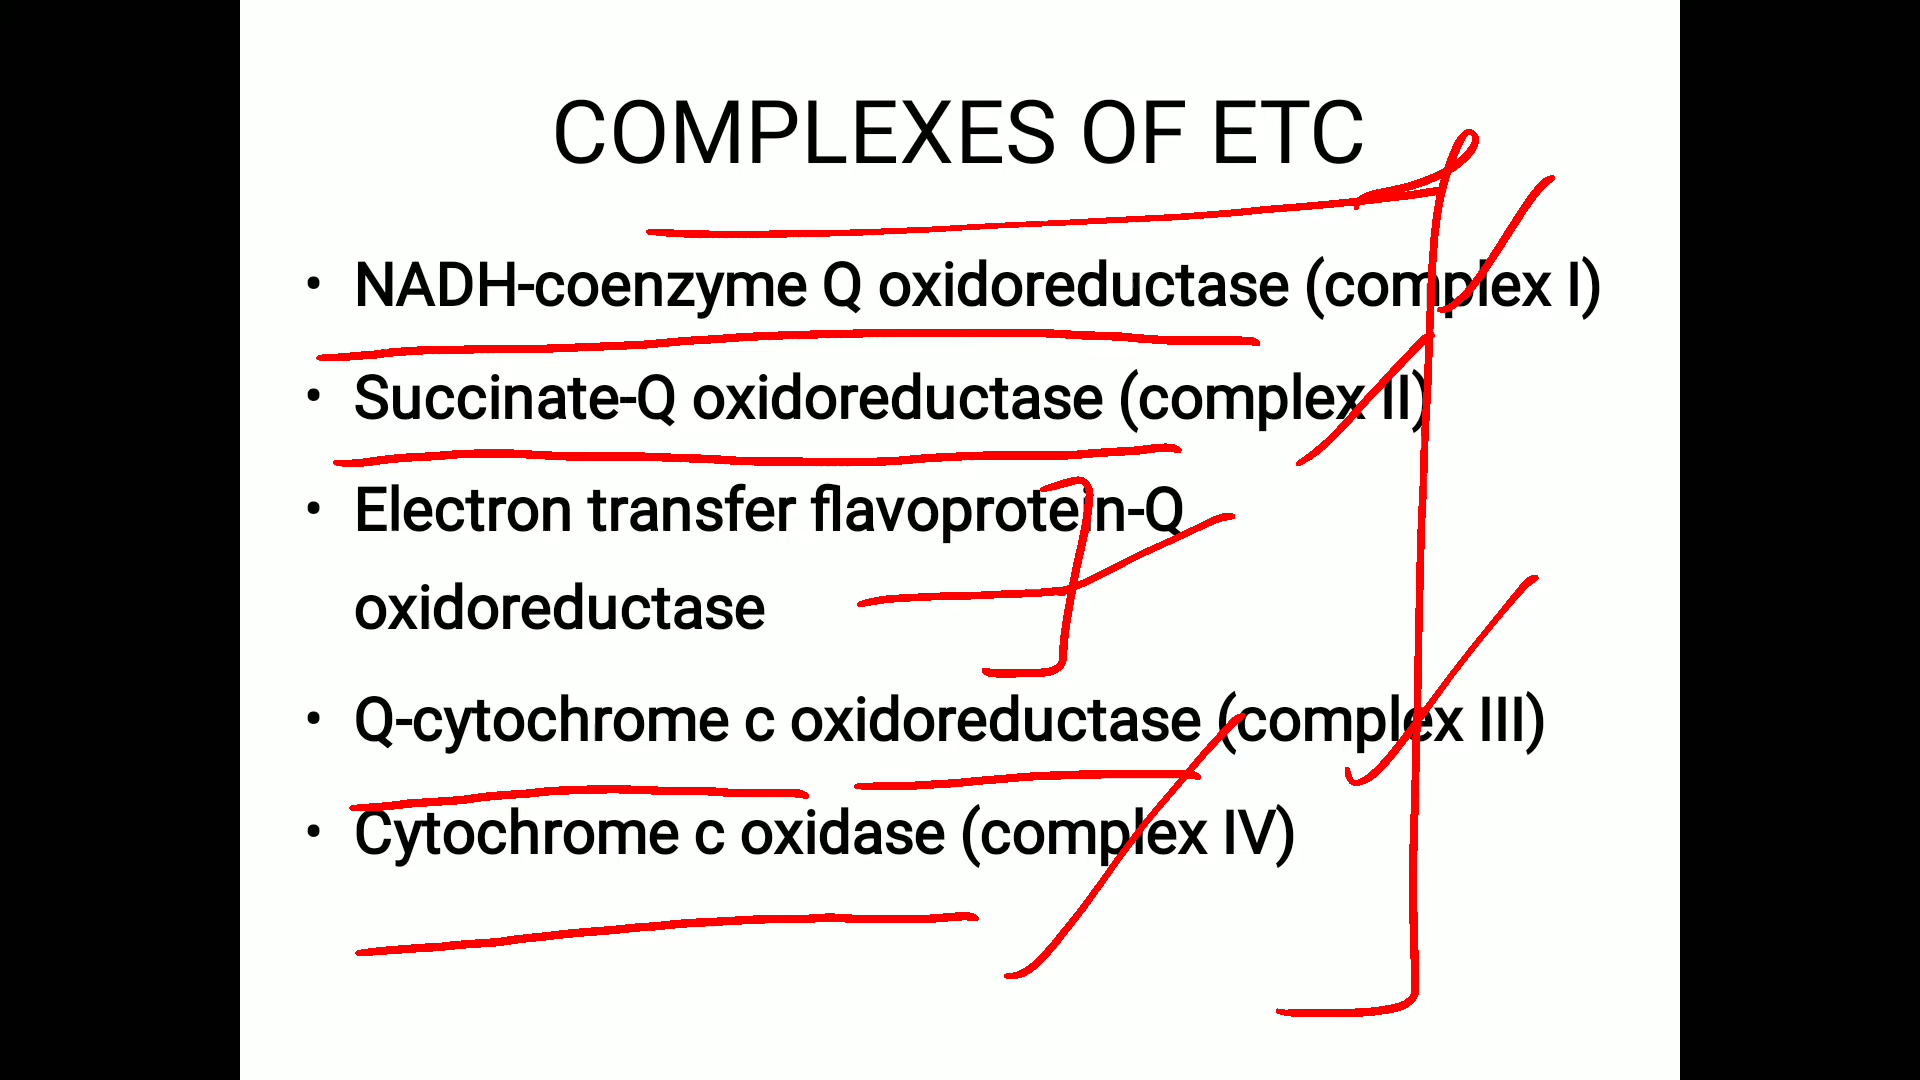 COMPLEXES OF ETC
• NADH-coenzyme Q oxidoreductase (complex I)
• Succinate-Q oxidoreductase (complex II)
• Electron transfer flavoprotein-Q
oxidoreductase
• Q-cytochrome c oxidoreductase (complex III)
• Cytochrome c oxidase (complex IV)